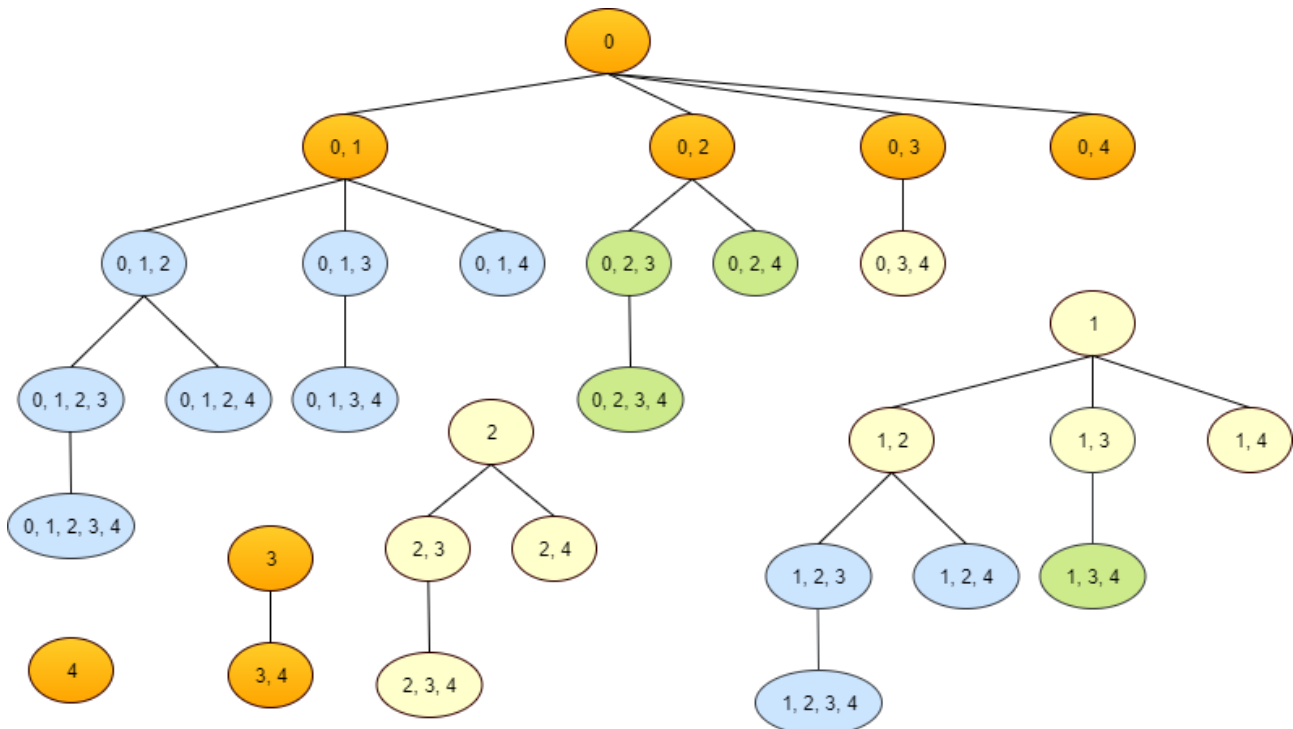 0
0, 1
0, 2
0, 3
0, 4
0, 1, 2
0, 1, 3
0, 1, 4
0, 2, 3
0, 2, 4
0, 3, 4
1
0, 1, 2, 3
0, 1, 2, 4
0, 1, 3, 4
0, 2, 3, 4
2
1, 2
1, 3
1, 4
0, 1, 2, 3, 4
3
2, 3
2, 4
1, 2, 3
1, 2, 4
1, 3, 4
4
3, 4
2, 3, 4
1, 2, 3, 4